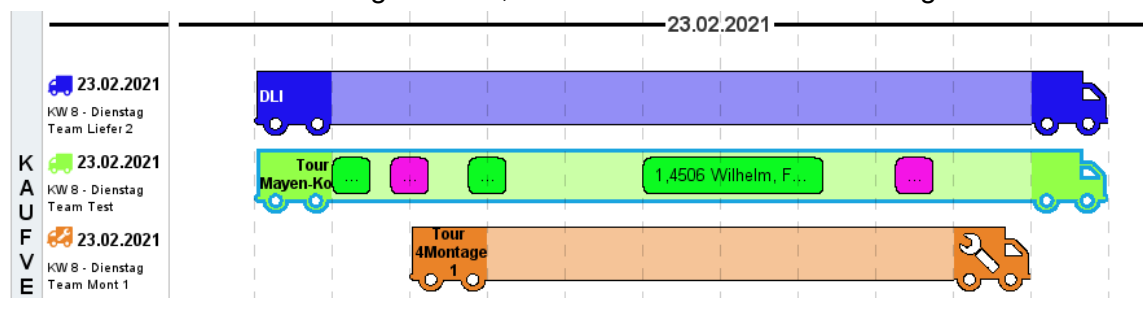 23.02.2021
23.02.2021
KW 8 - Dienstag
Team Liefer 2
DLI
23.02.2021
KW 8 - Dienstag
Team Test
Tour
Mayen-Ko
...
...
...
1,4506 Wilhelm, F...
...
23.02.2021
KW 8 - Dienstag
Team Mont 1
Tour
4Montage
1
K
A
U
F
V
E